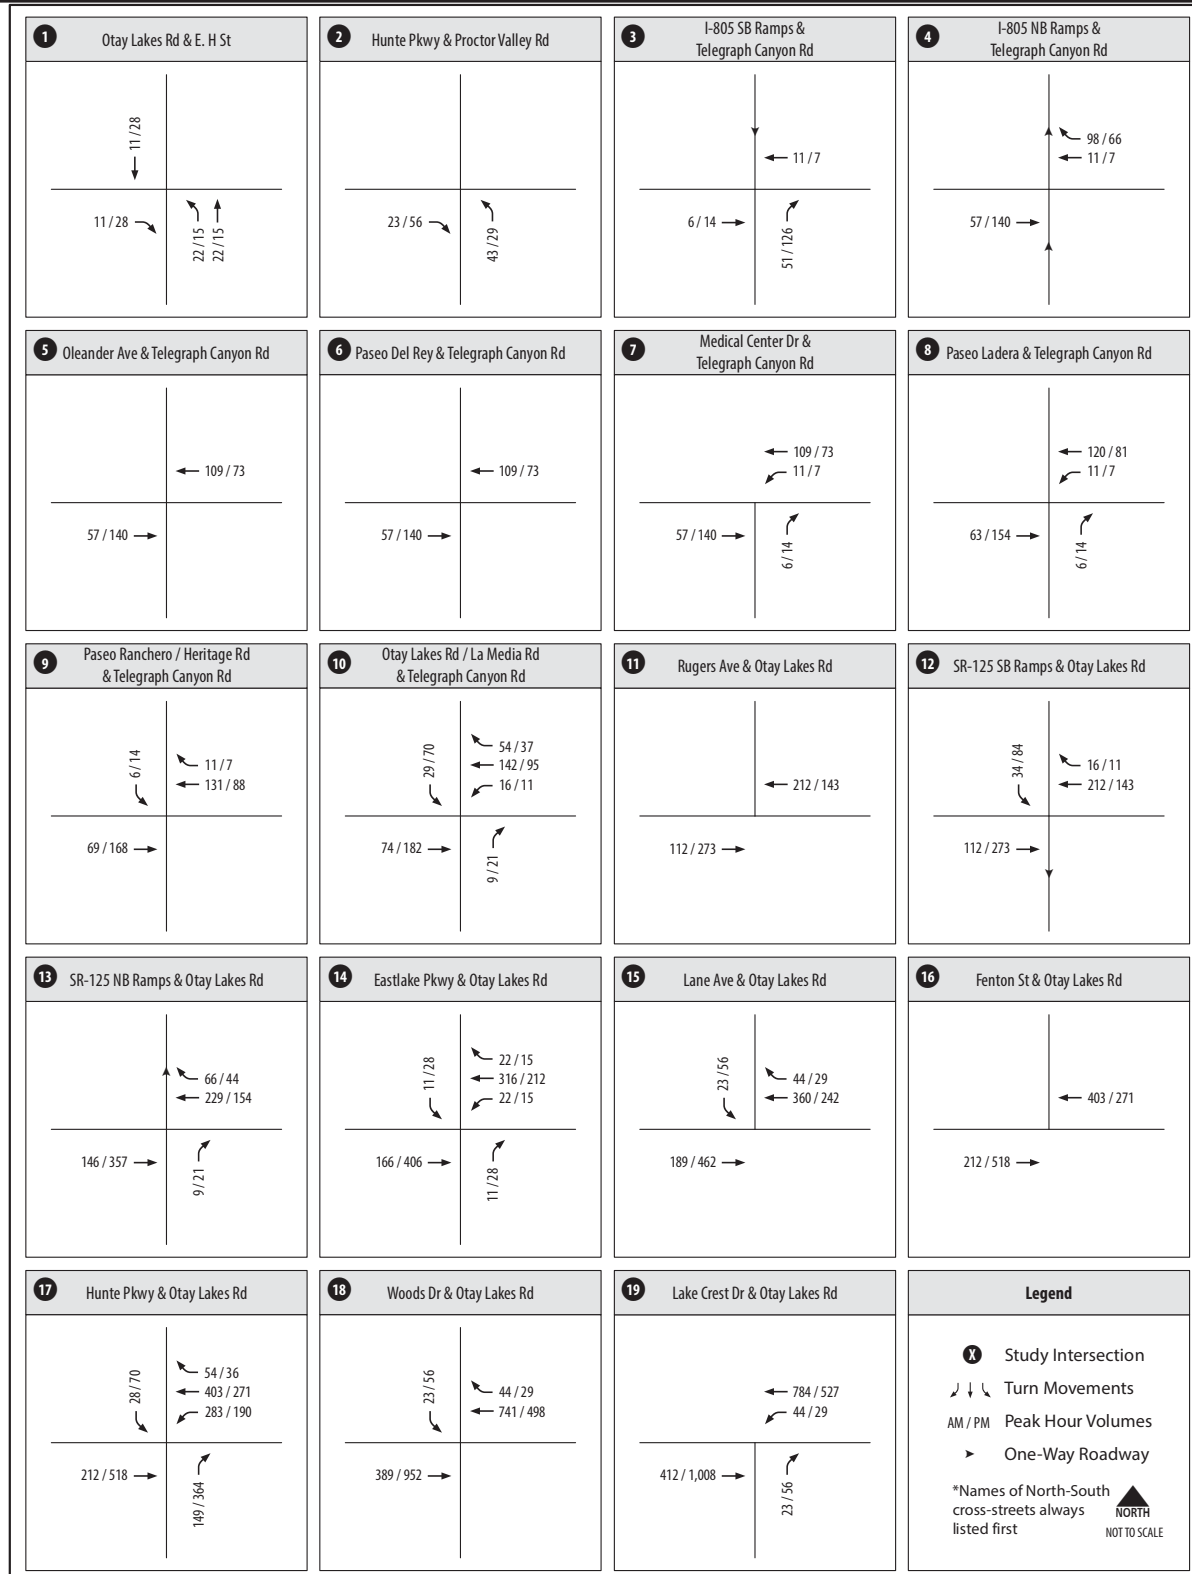 1
Otay Lakes Rd & E. H St
11 / 28
11 / 28
22 / 15
22 / 15
2
Hunte Pkwy & Proctor Valley Rd
23 / 56
43 / 29
3
I-805 SB Ramps &
Telegraph Canyon Rd
11 / 7
6 / 14
51 / 126
4
I-805 NB Ramps &
Telegraph Canyon Rd
98 / 66
11 / 7
57 / 140
5
Oleander Ave & Telegraph Canyon Rd
109 / 73
57 / 140
6
Paseo Del Rey & Telegraph Canyon Rd
109 / 73
57 / 140
7
Medical Center Dr &
Telegraph Canyon Rd
109 / 73
11 / 7
57 / 140
6 / 14
8
Paseo Ladera & Telegraph Canyon Rd
120 / 81
11 / 7
63 / 154
6 / 14
9
Paseo Ranchero / Heritage Rd
& Telegraph Canyon Rd
6 / 14
11 / 7
131 / 88
69 / 168
10
Otay Lakes Rd / La Media Rd
& Telegraph Canyon Rd
29 / 70
54 / 37
142 / 95
16 / 11
74 / 182
9 / 21
11
Rugers Ave & Otay Lakes Rd
212 / 143
112 / 273
12
SR-125 SB Ramps & Otay Lakes Rd
34 / 84
16 / 11
212 / 143
112 / 273
13
SR-125 NB Ramps & Otay Lakes Rd
66 / 44
229 / 154
146 / 357
9 / 21
14
Eastlake Pkwy & Otay Lakes Rd
11 / 28
22 / 15
316 / 212
22 / 15
166 / 406
11 / 28
15
Lane Ave & Otay Lakes Rd
23 / 56
44 / 29
360 / 242
189 / 462
16
Fenton St & Otay Lakes Rd
403 / 271
212 / 518
17
Hunte Pkwy & Otay Lakes Rd
28 / 70
54 / 36
403 / 271
283 / 190
212 / 518
149 / 364
18
Woods Dr & Otay Lakes Rd
23 / 56
44 / 29
741 / 498
389 / 952
19
Lake Crest Dr & Otay Lakes Rd
784 / 527
44 / 29
412 / 1,008
23 / 56
Legend
X Study Intersection
Turn Movements
AM / PM Peak Hour Volumes
One-Way Roadway
*Names of North-South
cross-streets always
listed first
NORTH
NOT TO SCALE